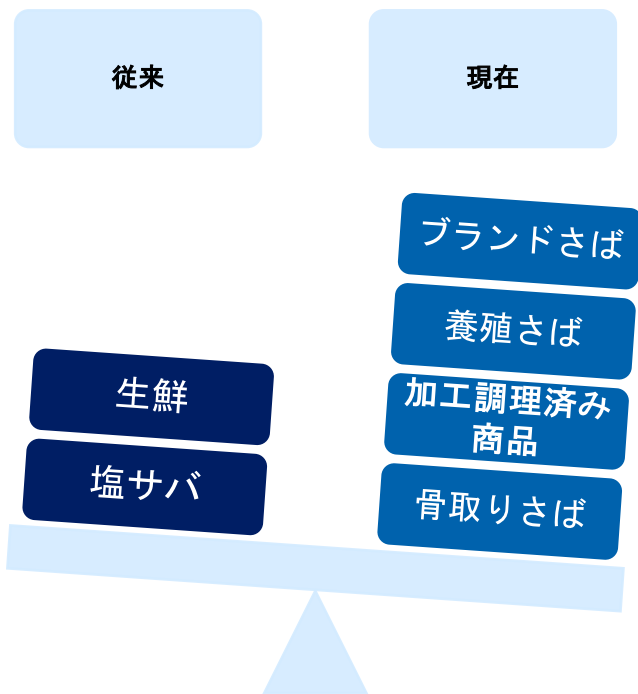 従来
現在
ブランドさば
養殖さば
加工調理済み
商品
骨取りさば
生鮮
塩サバ